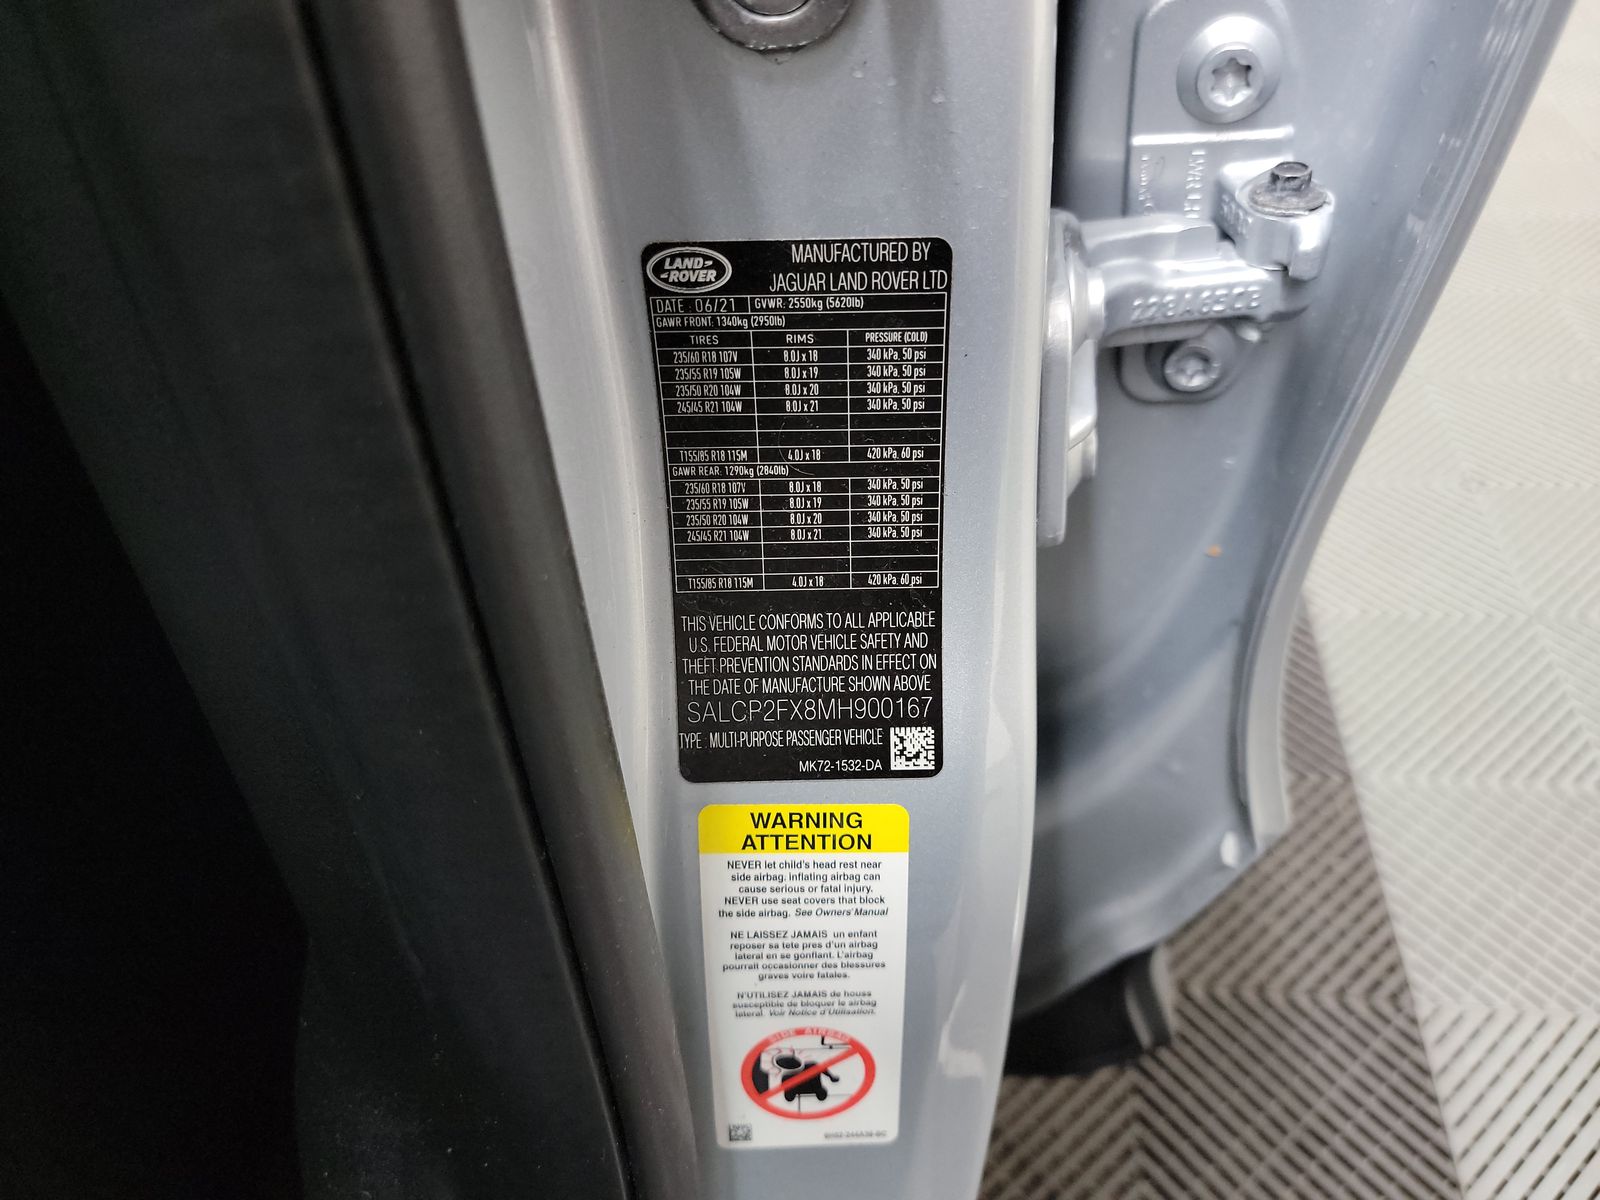 LAND-
-ROVER
MANUFACTURED BY
JAGUAR LAND ROVER LTD
DATE : 06/21 GVWR: 2550kg (5620lb)
GAWR FRONT: 1340kg (2950lb)
TIRES RIMS PRESSURE (COLD)
235/60 R18 107V 8.0J x 18 340 kPa, 50 psi
235/55 R19 105W 8.0J x 19 340 kPa, 50 psi
235/50 R20 104W 8.0J x 20 340 kPa, 50 psi
245/45 R21 104W 8.0J x 21 340 kPa, 50 psi
T155/85 R18 115M 4.0J x 18 420 kPa, 60 psi
GAWR REAR: 1290kg (2840lb)
235/60 R18 107V 8.0J x 18 340 kPa, 50 psi
235/55 R19 105W 8.0J x 19 340 kPa, 50 psi
235/50 R20 104W 8.0J x 20 340 kPa, 50 psi
245/45 R21 104W 8.0J x 21 340 kPa, 50 psi
T155/85 R18 115M 4.0J x 18 420 kPa, 60 psi
THIS VEHICLE CONFORMS TO ALL APPLICABLE
U.S. FEDERAL MOTOR VEHICLE SAFETY AND
THEFT PREVENTION STANDARDS IN EFFECT ON
THE DATE OF MANUFACTURE SHOWN ABOVE
SALCP2FX8MH900167
TYPE : MULTI-PURPOSE PASSENGER VEHICLE
MK72-1532-DA
WARNING
ATTENTION
NEVER let child's head rest near
side airbag. inflating airbag can
cause serious or fatal injury.
NEVER use seat covers that block
the side airbag. See Owners' Manual
NE LAISSEZ JAMAIS un enfant
reposer sa tete pres d'un airbag
lateral en se gonflant. L'airbag
pourrait occasionner des blessures
graves voire fatales.
N'UTILISEZ JAMAIS de houss
susceptible de bloquer le airbag
lateral. Voir Notice d'Utilisation.
SIDE AIRBAG